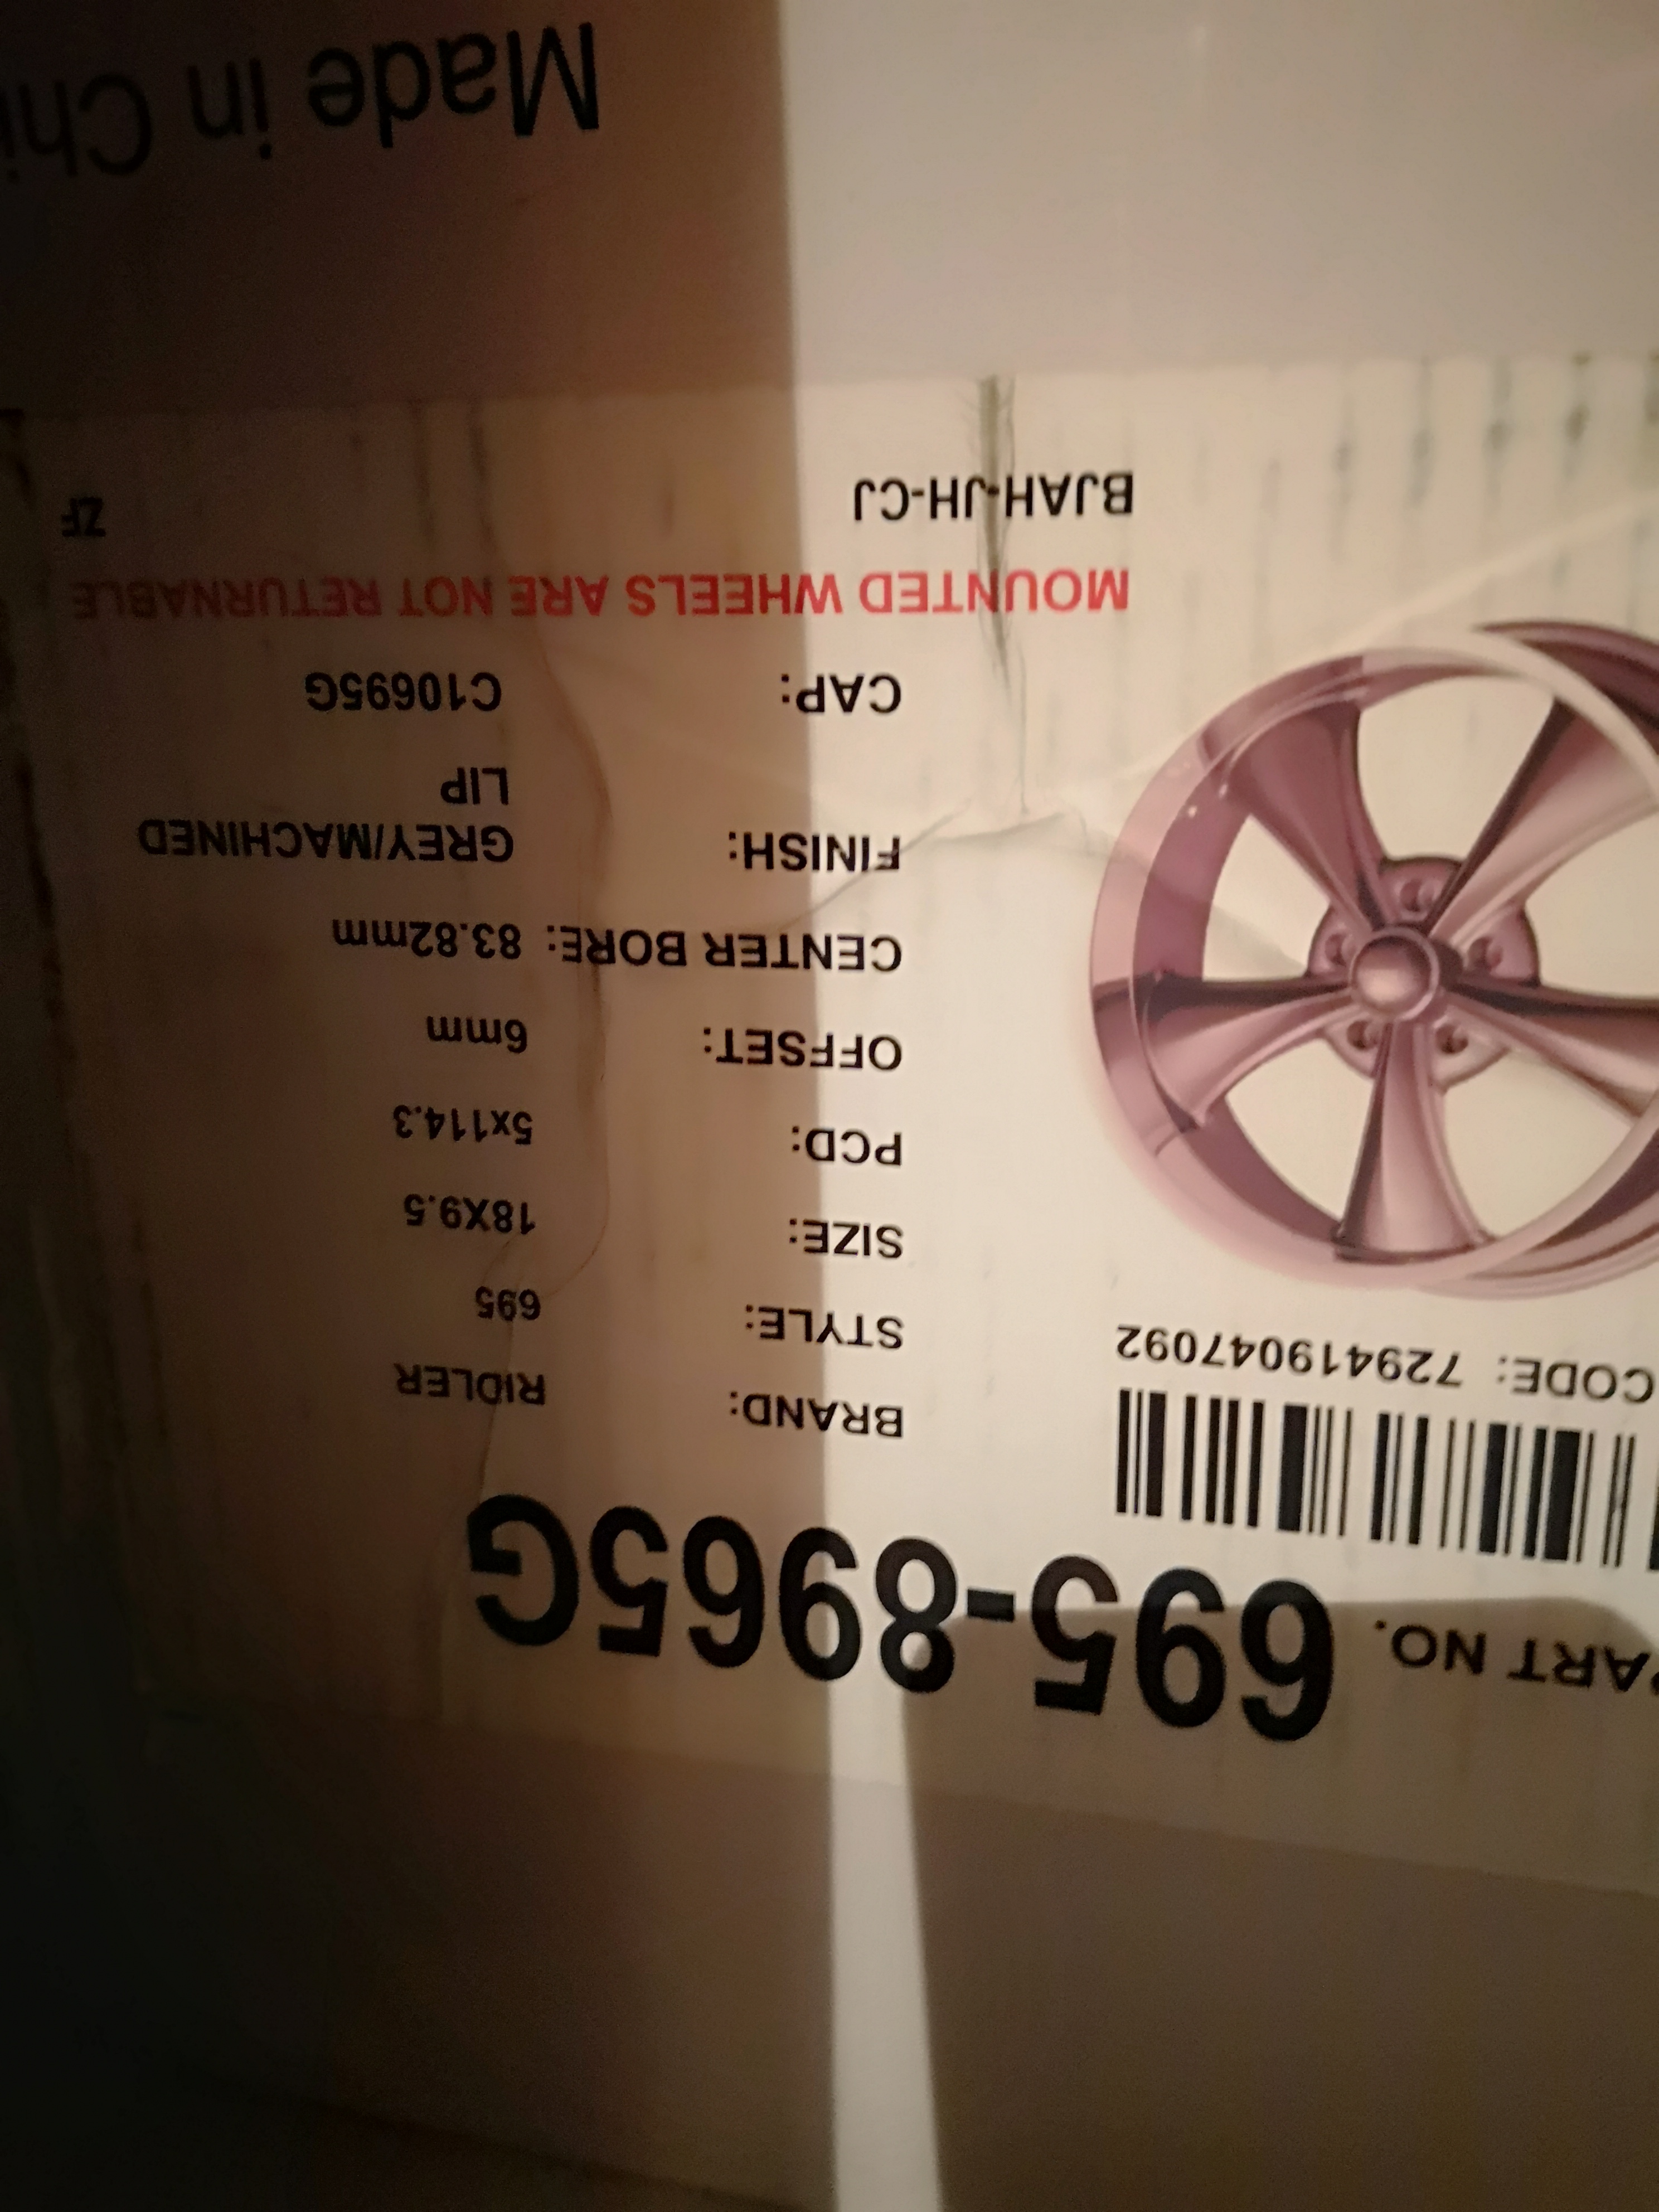 PART NO. 695-8965G
CODE: 729419047092
BRAND: RIDLER
STYLE: 695
SIZE: 18X9.5
PCD: 5x114.3
OFFSET: 6mm
CENTER BORE: 83.82mm
FINISH: GREY/MACHINED
LIP
CAP: C10695G
MOUNTED WHEELS ARE NOT RETURNABLE
BJAH-JH-CJ ZF
Made in Chi